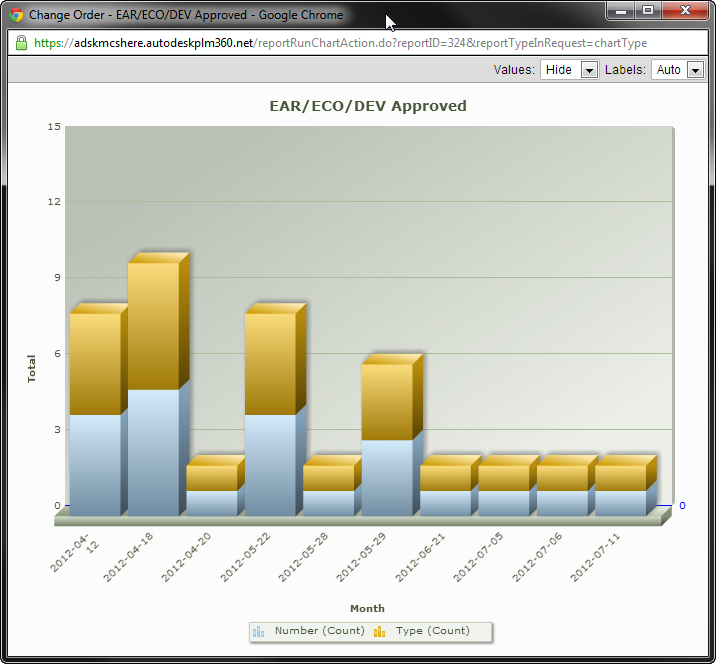 Change Order - EAR/ECO/DEV Approved - Google Chrome
https://adskmcshere.autodeskplm360.net/reportRunChartAction.do?reportID=324&reportTypeInRequest=chartType
Values: Hide Labels: Auto
EAR/ECO/DEV Approved
15
12
9
6
3
0
0
Total
2012-04-
12
2012-04-18
2012-04-20
2012-05-22
2012-05-28
2012-05-29
2012-06-21
2012-07-05
2012-07-06
2012-07-11
Month
Number (Count) Type (Count)